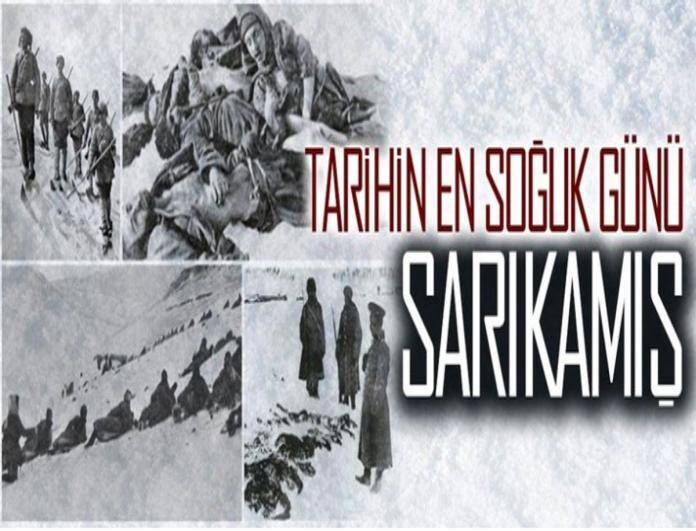 TARİHİN EN SOĞUK GÜNÜ
SARIKAMIŞ